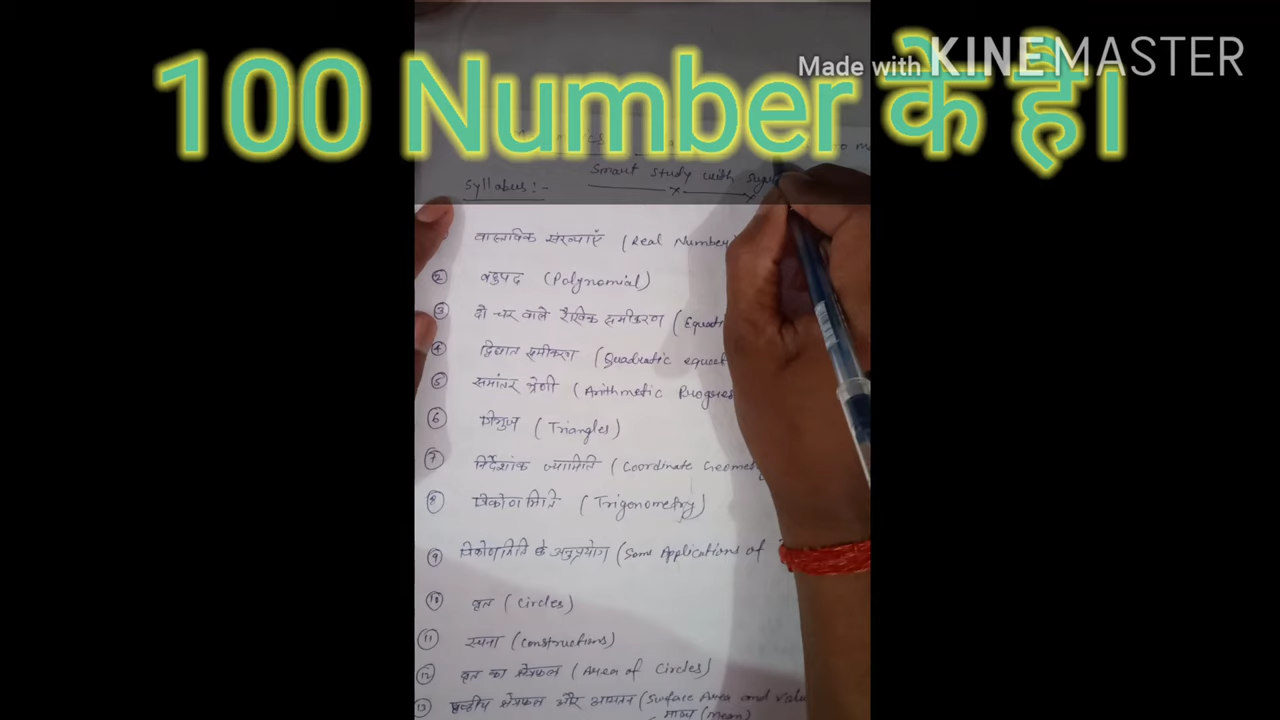 Made with KINEMASTER
100 Number के है।
Smart study with
Syllabus:-
वास्तविक संख्याएं (Real Number
② बहुपद (Polynomial)
③ दो चर वाले रैखिक समीकरण (Equati
④ द्विघात समीकरण (Quadratic equat
⑤ समांतर श्रेणी (Arithmetic Progres
⑥ त्रिभुज (Triangles)
⑦ निर्देशांक ज्यामिति (Coordinate Geomet
⑧ त्रिकोणमिति (Trigonometry)
⑨ त्रिकोणमिति के अनुप्रयोग (Some Applications of
⑩ वृत (Circles)
⑪ रचना (Constructions)
⑫ वृत का क्षेत्रफल (Area of Circles)
⑬ पृष्ठीय क्षेत्रफल और आयतन (Surface Area and Volu
माध्य (Mean)